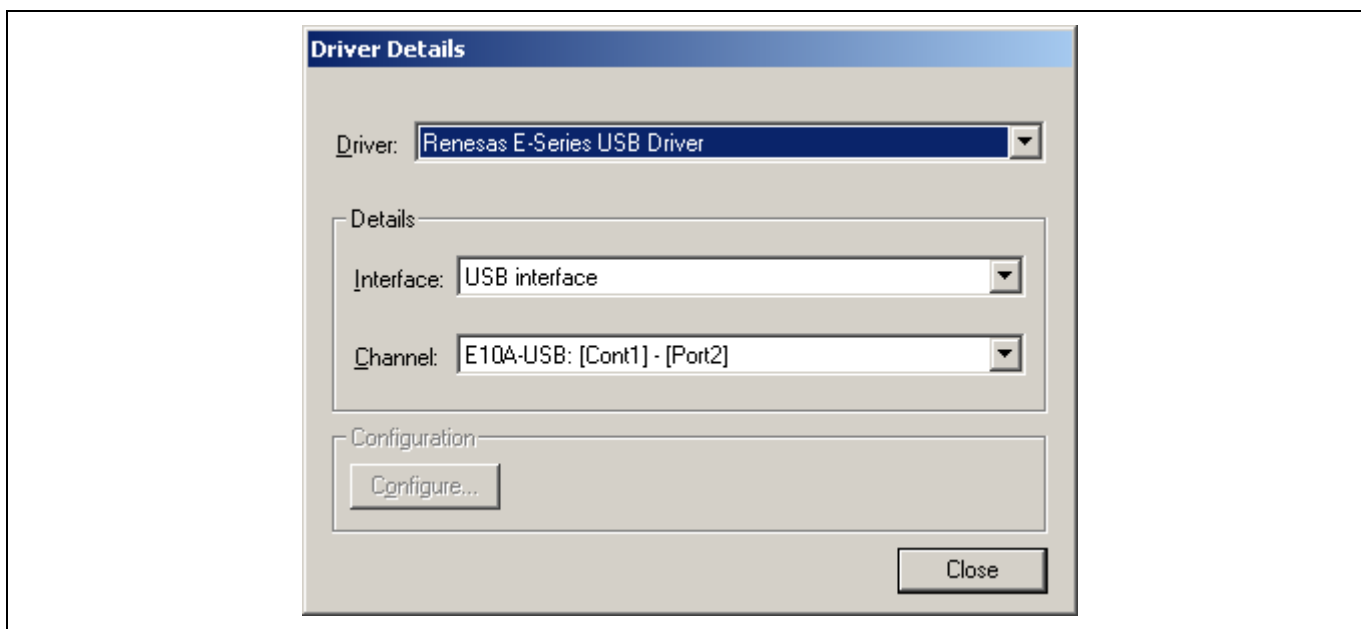 Driver Details
Driver: Renesas E-Series USB Driver
Details
Interface: USB interface
Channel: E10A-USB: [Cont1] - [Port2]
Configuration
Configure...
Close